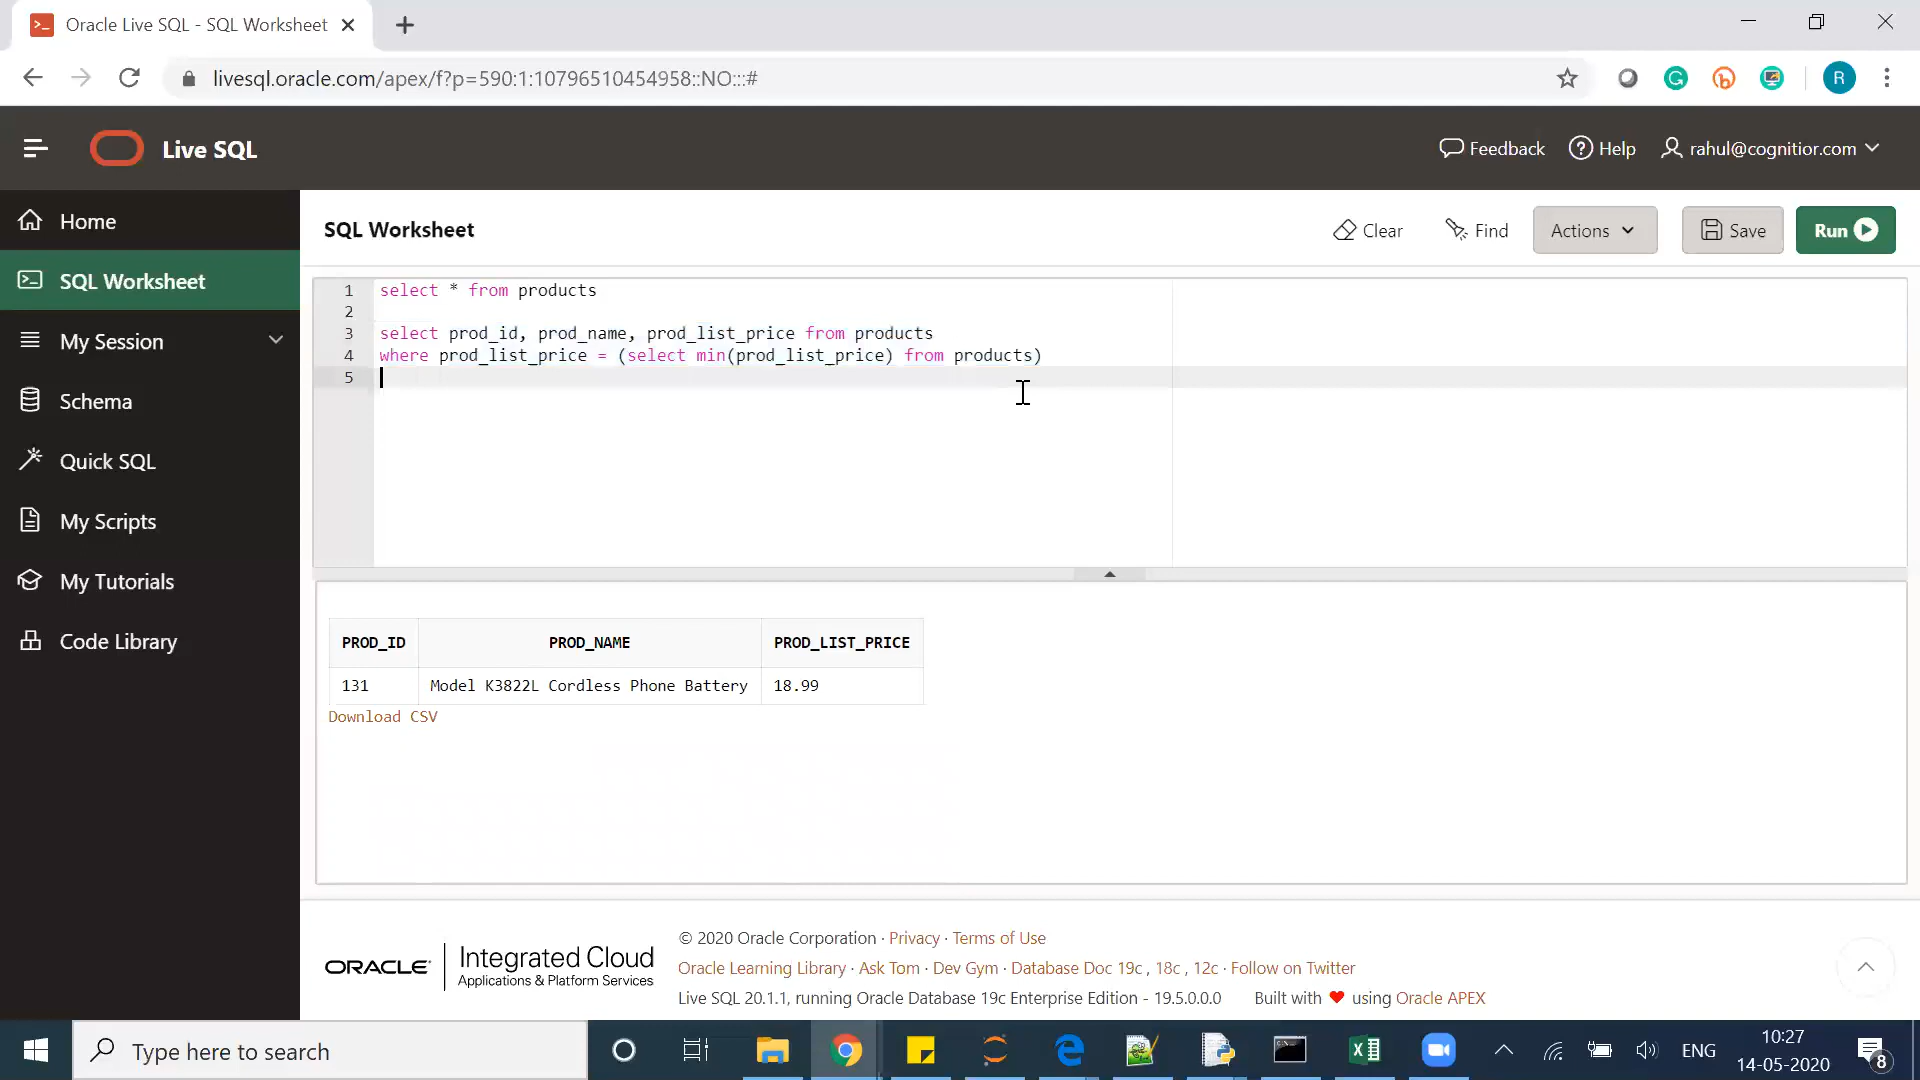 Oracle Live SQL - SQL Worksheet
livesql.oracle.com/apex/f?p=590:1:10796510454958::NO:::#
R
Live SQL
Feedback
Help
rahul@cognitior.com
Home
SQL Worksheet
My Session
Schema
Quick SQL
My Scripts
My Tutorials
Code Library
SQL Worksheet
Clear
Find
Actions
Save
Run
1 select * from products
2
3 select prod_id, prod_name, prod_list_price from products
4 where prod_list_price = (select min(prod_list_price) from products)
5
PROD_ID PROD_NAME PROD_LIST_PRICE
131 Model K3822L Cordless Phone Battery 18.99
Download CSV
ORACLE
Integrated Cloud
Applications & Platform Services
© 2020 Oracle Corporation · Privacy · Terms of Use
Oracle Learning Library · Ask Tom · Dev Gym · Database Doc 19c , 18c , 12c · Follow on Twitter
Live SQL 20.1.1, running Oracle Database 19c Enterprise Edition - 19.5.0.0.0 Built with ❤ using Oracle APEX
Type here to search
ENG
10:27
14-05-2020
8